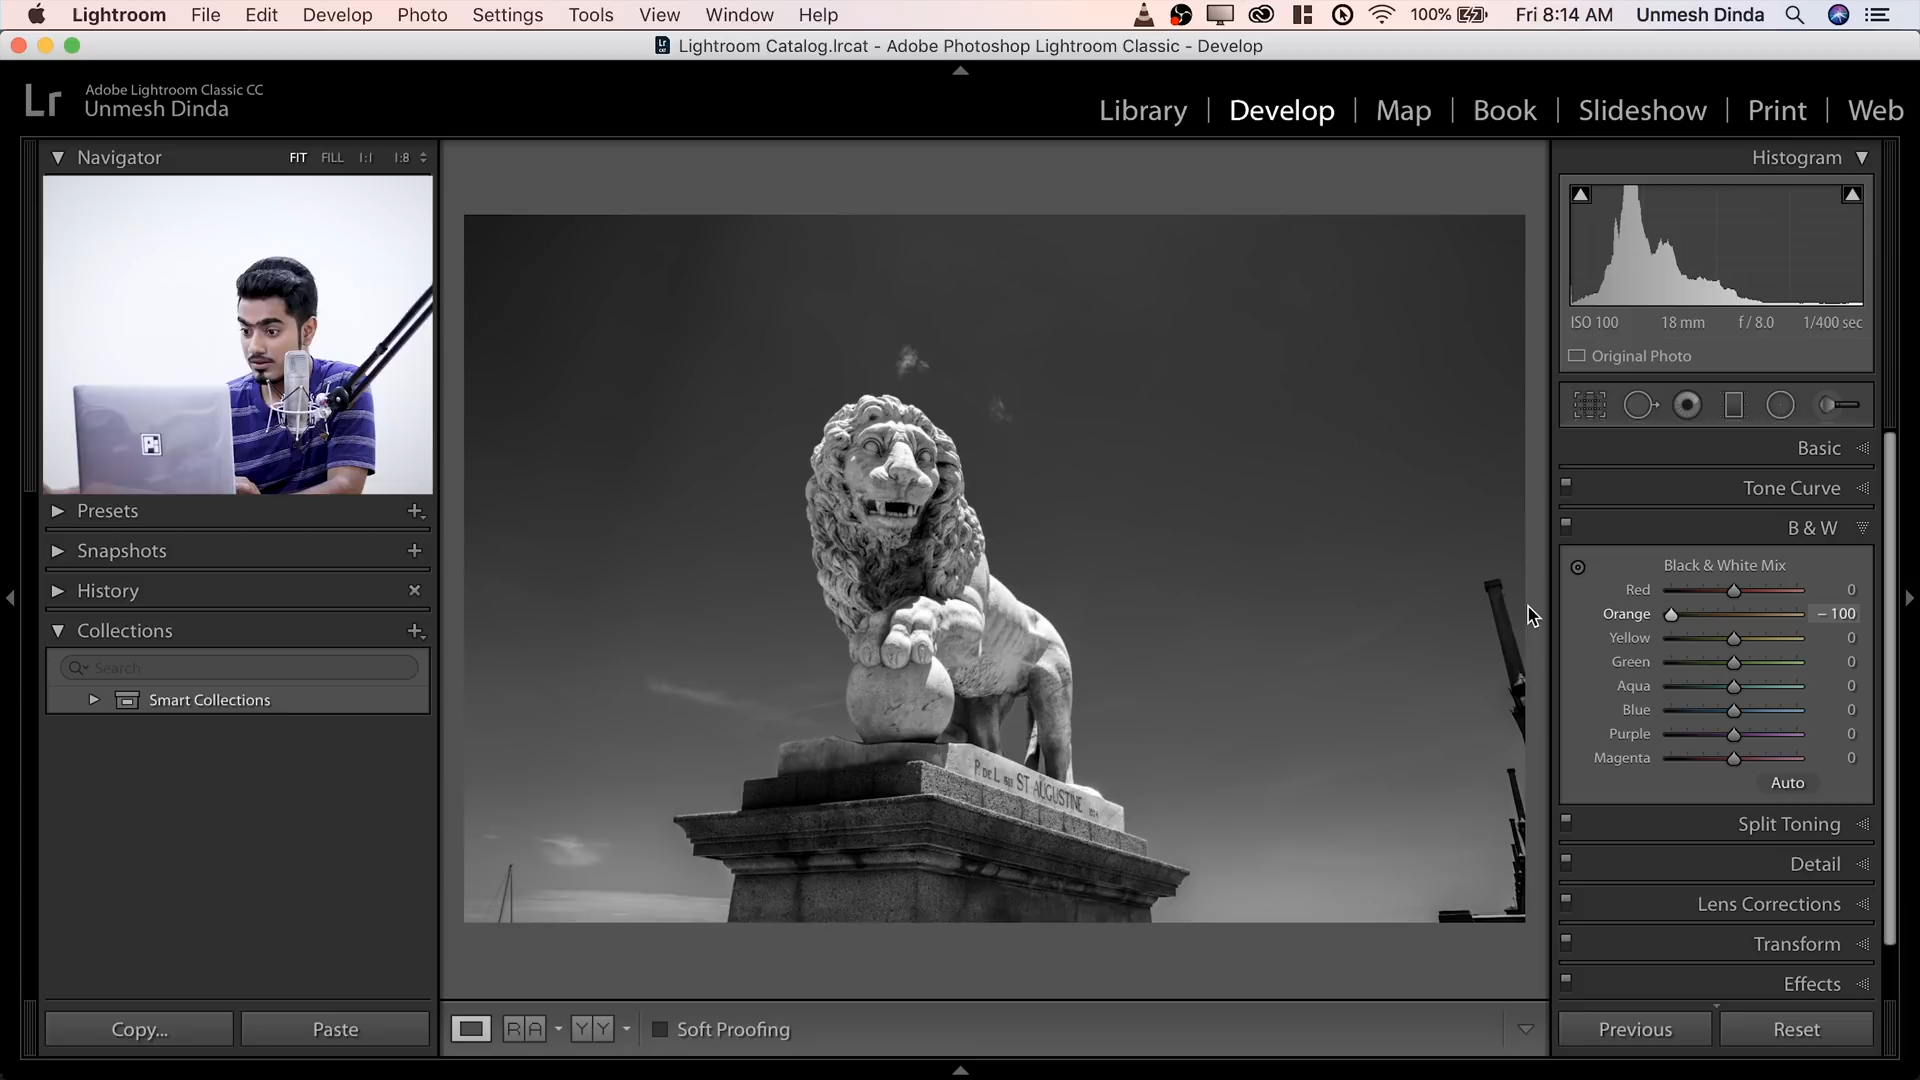 Lightroom File Edit Develop Photo Settings Tools View Window Help 100% Fri 8:14 AM Unmesh Dinda
Lightroom Catalog.lrcat - Adobe Photoshop Lightroom Classic - Develop
Lr Adobe Lightroom Classic CC
Unmesh Dinda
Library | Develop | Map | Book | Slideshow | Print | Web
Navigator FIT FILL 1:1 1:8
Histogram
ISO 100 18 mm f / 8.0 1/400 sec
Original Photo
Basic
Tone Curve
B & W
Black & White Mix
Red 0
Orange – 100
Yellow 0
Green 0
Aqua 0
Blue 0
Purple 0
Magenta 0
Auto
Split Toning
Detail
Lens Corrections
Transform
Effects
Presets
Snapshots
History
Collections
Search
Smart Collections
P. DE L. ST AUGUSTINE
Copy... Paste
R A Y Y Soft Proofing
Previous Reset